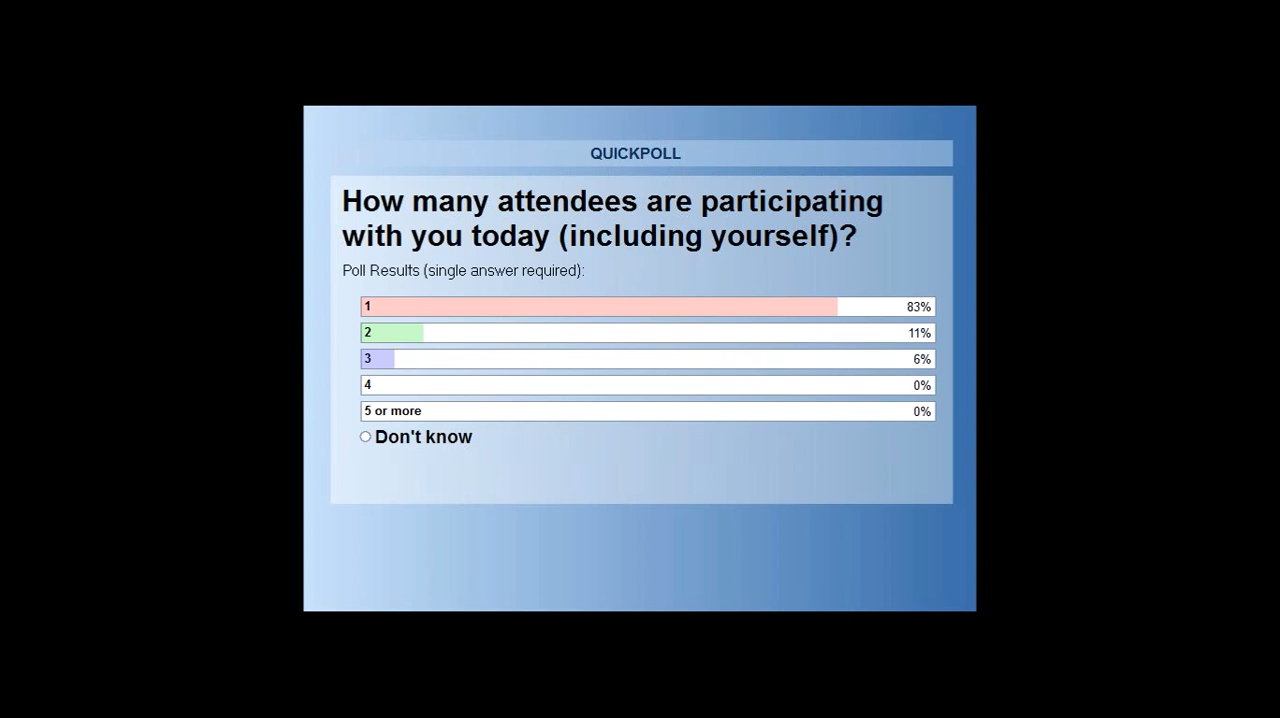 QUICKPOLL
How many attendees are participating
with you today (including yourself)?
Poll Results (single answer required):
1 83%
2 11%
3 6%
4 0%
5 or more 0%
Don't know